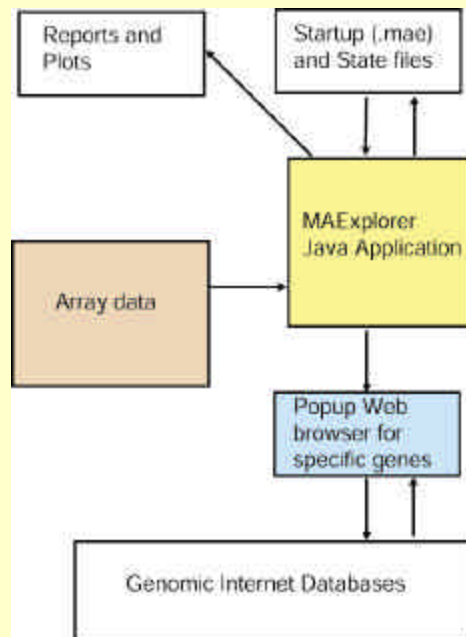 Reports and
Plots
Startup (.mae)
and State files
MAExplorer
Java Application
Array data
Popup Web
browser for
specific genes
Genomic Internet Databases